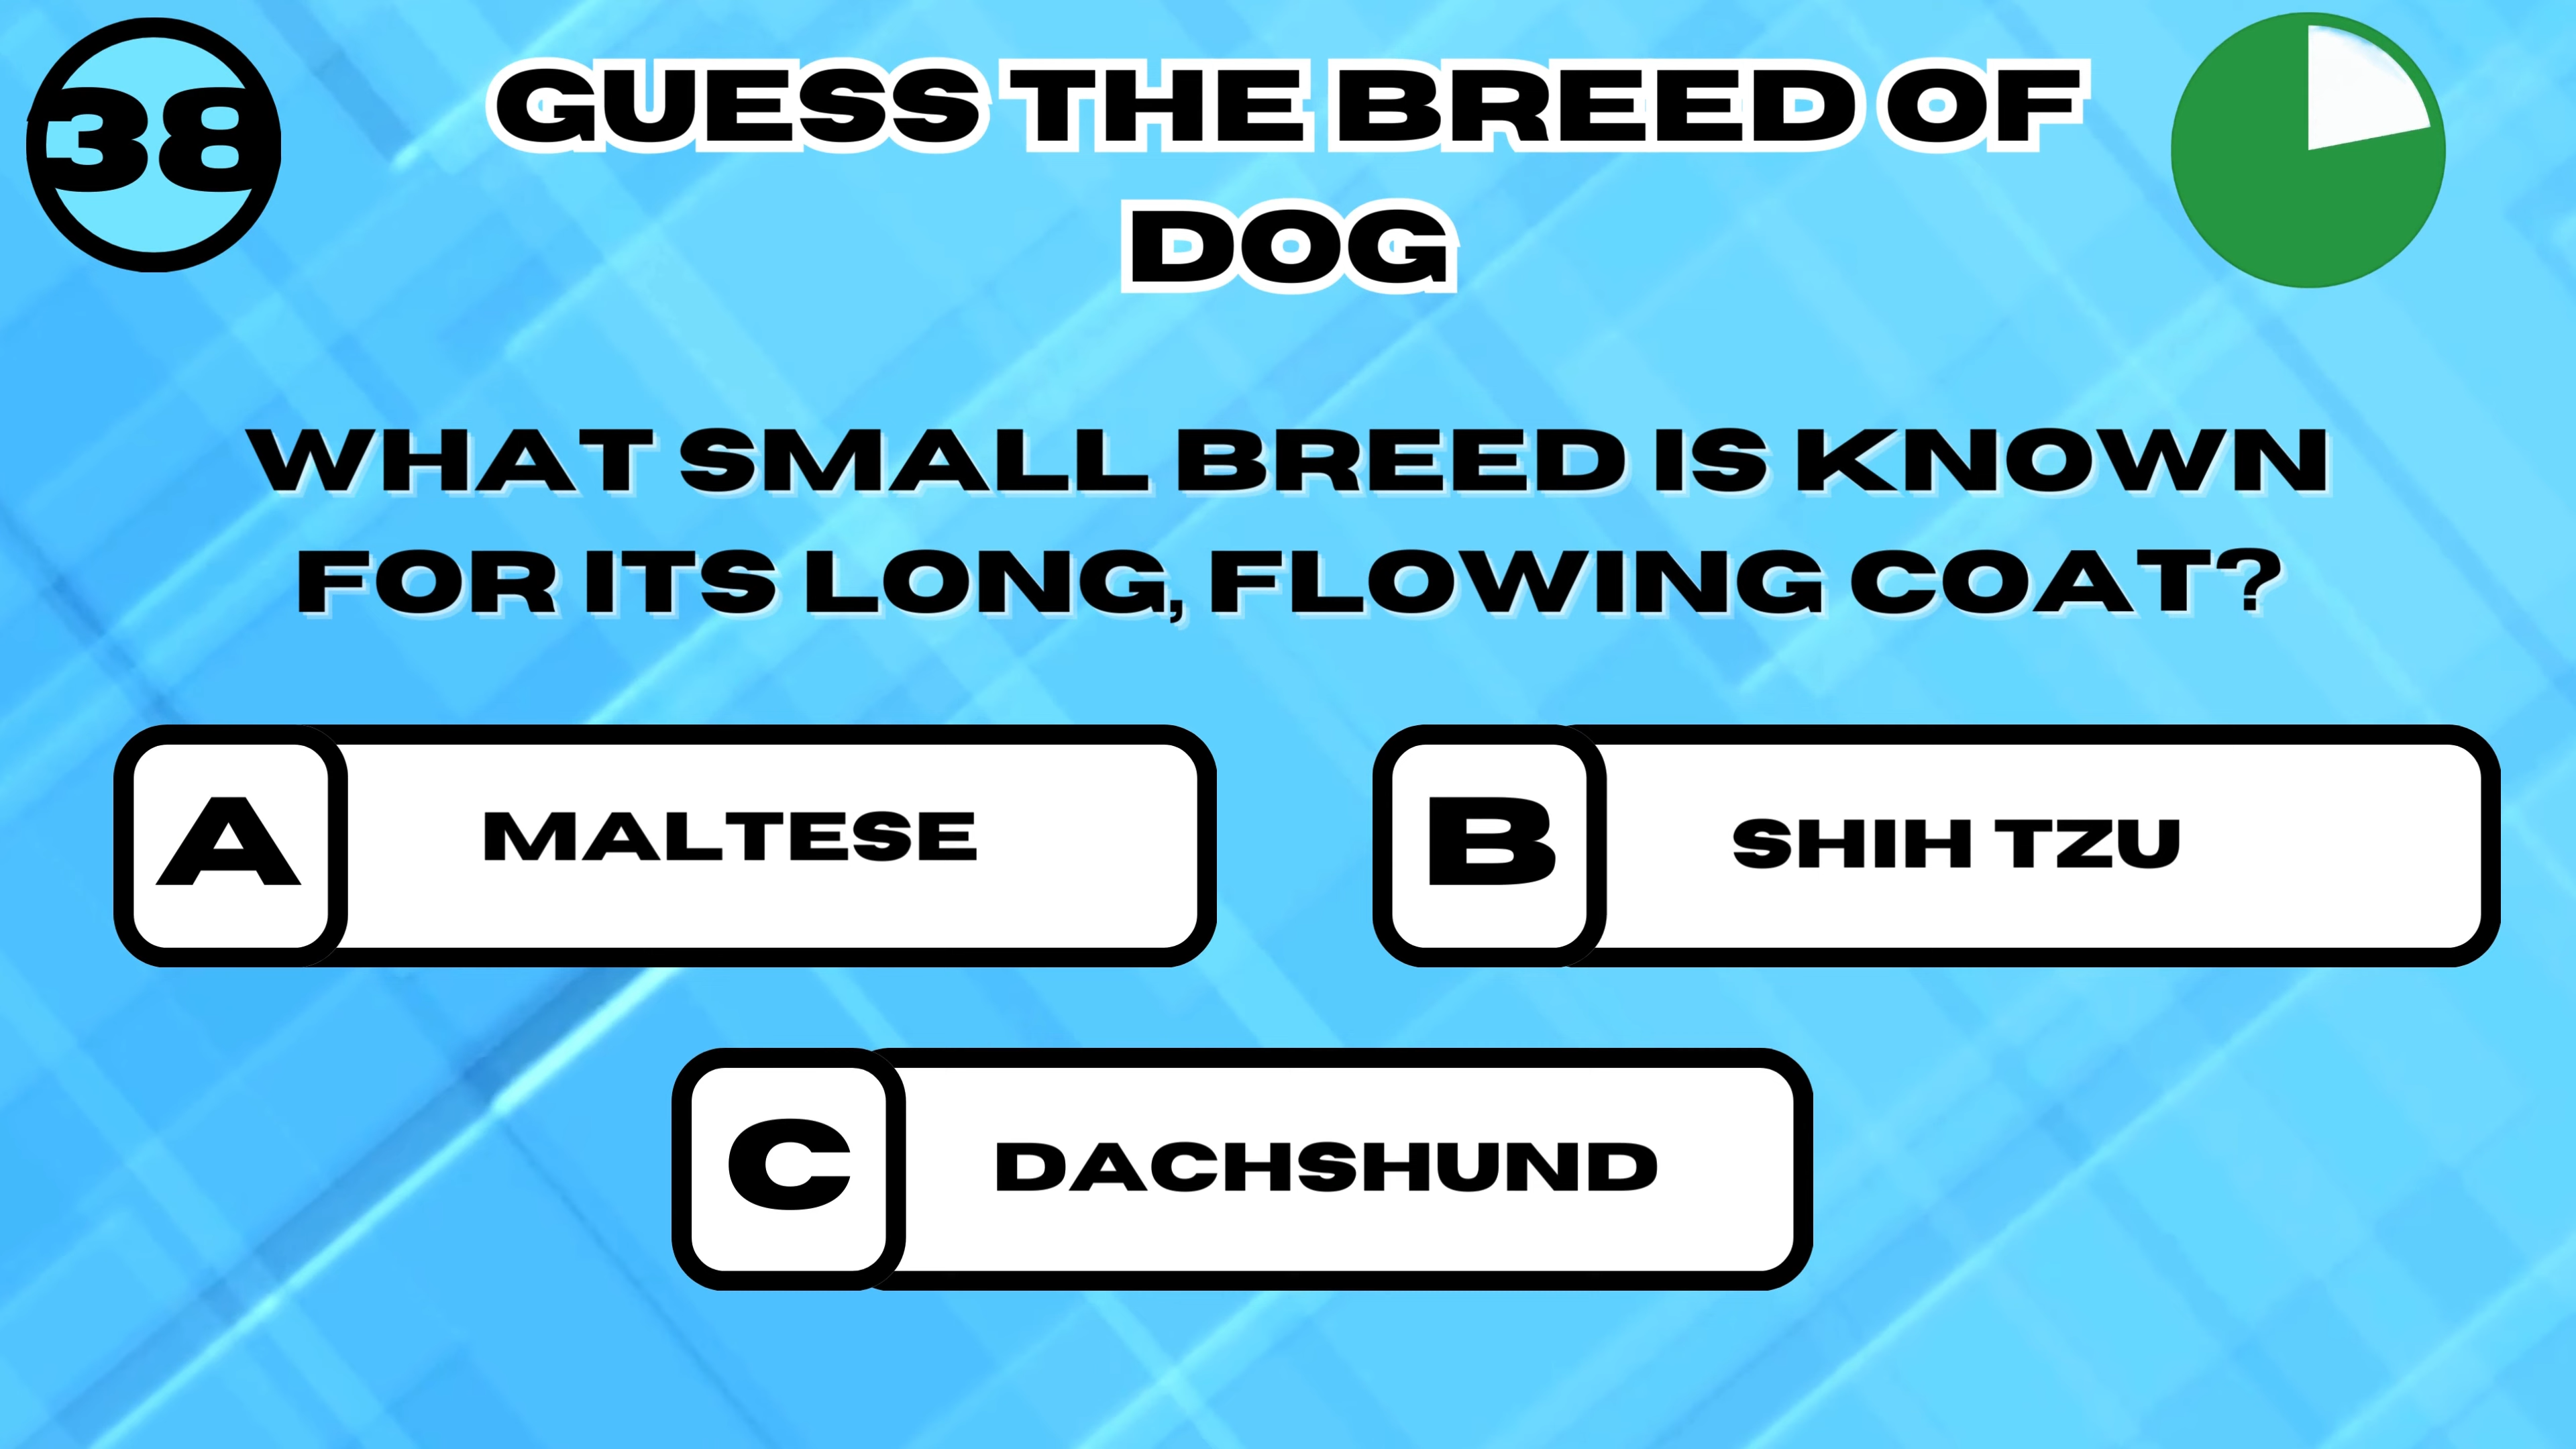 38
GUESS THE BREED OF
DOG
WHAT SMALL BREED IS KNOWN
FOR ITS LONG, FLOWING COAT?
A MALTESE
B SHIH TZU
C DACHSHUND